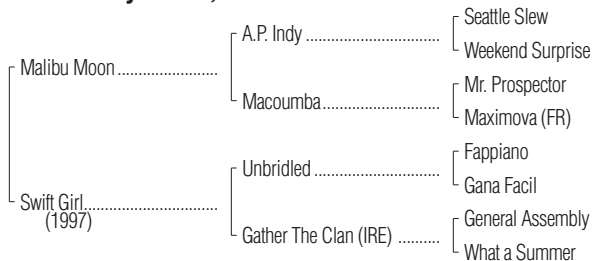 Seattle Slew
A.P. Indy
Weekend Surprise
Malibu Moon
Mr. Prospector
Macoumba
Maximova (FR)
Fappiano
Unbridled
Gana Facil
Swift Girl
(1997)
General Assembly
Gather The Clan (IRE)
What a Summer